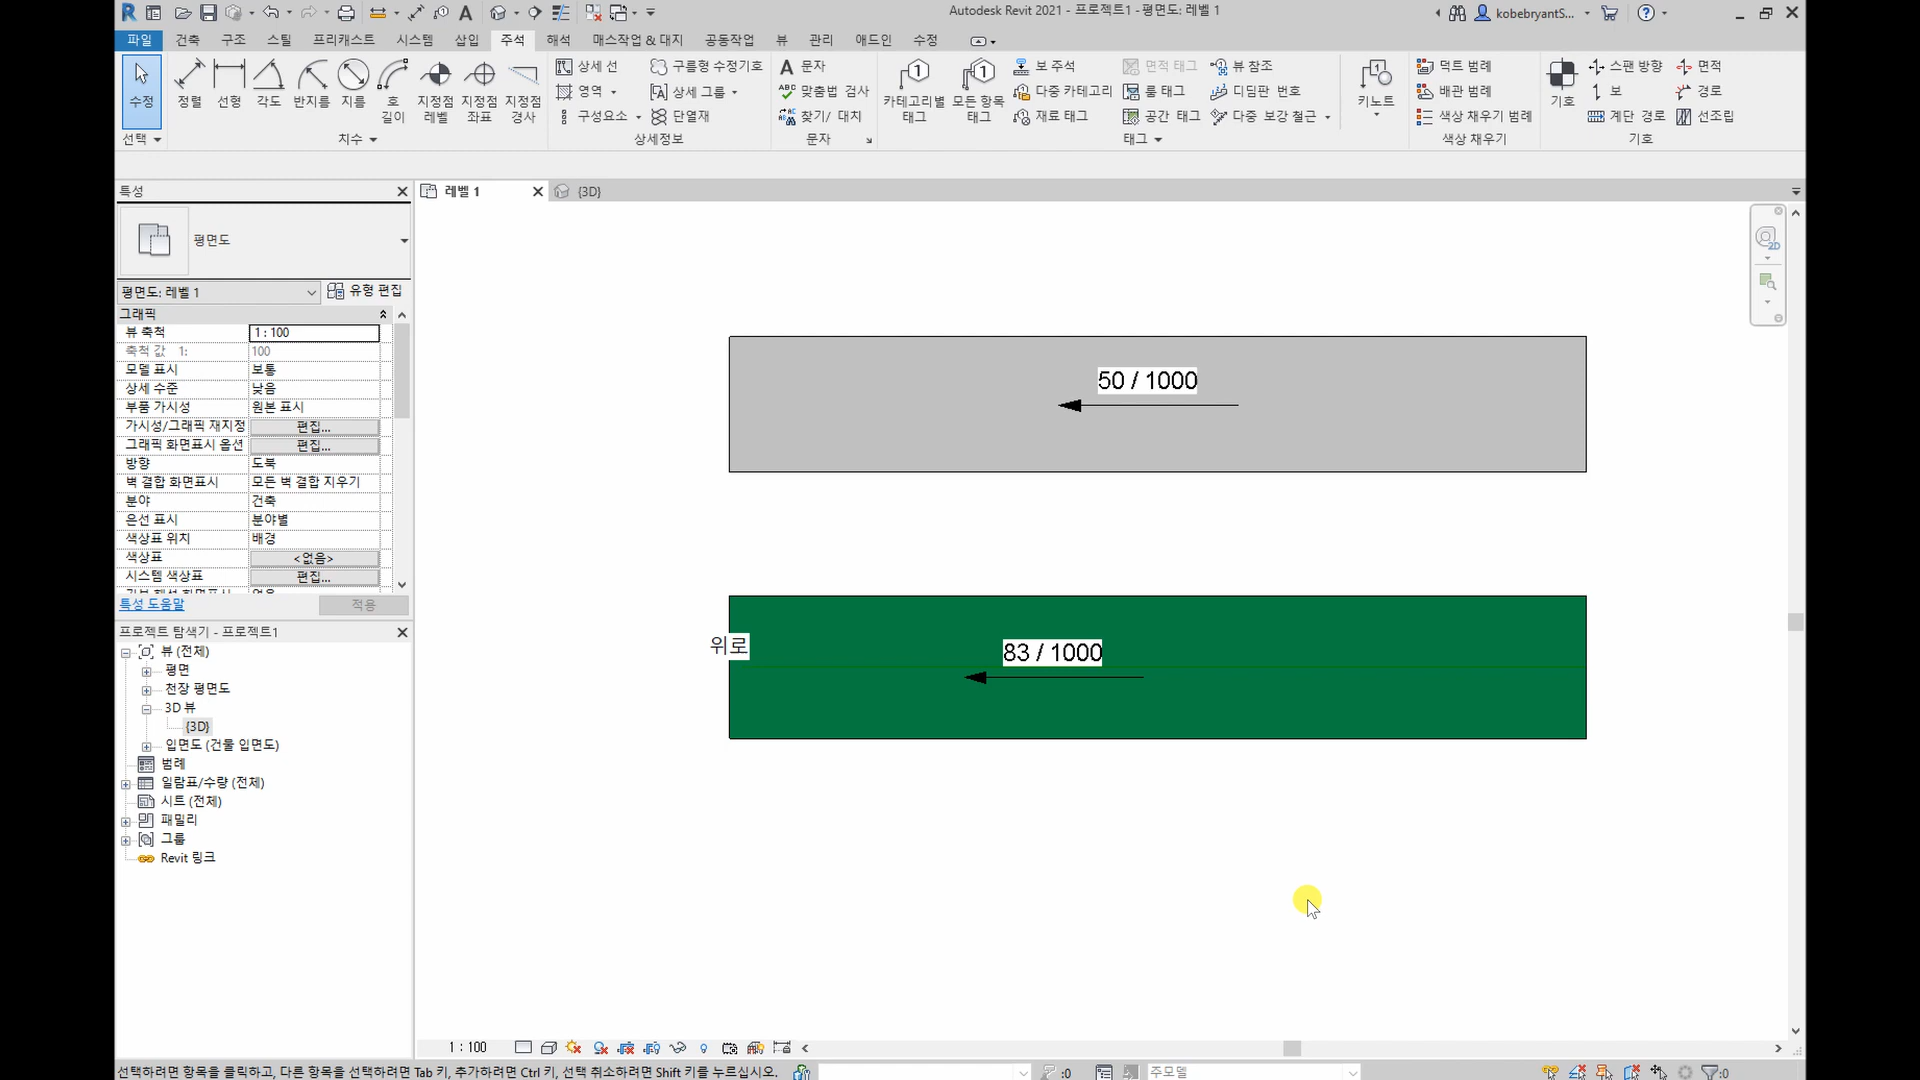 Autodesk Revit 2021 - 프로젝트1 - 평면도: 레벨 1
kobebryantS...
파일 건축 구조 스틸 프리캐스트 시스템 삽입 주석 해석 매스작업 & 대지 공동작업 뷰 관리 애드인 수정
수정
정렬 선형 각도 반지름 지름
호 길이
지정점 레벨
지정점 좌표
지정점 경사
상세 선 구름형 수정기호
영역 상세 그룹
구성요소 단열재
문자
맞춤법 검사
찾기/ 대치
카테고리별 태그
모든 항목 태그
보 주석 면적 태그 뷰 참조
다중 카테고리 룸 태그 디딤판 번호
재료 태그 공간 태그 다중 보강 철근
키노트
덕트 범례
배관 범례
색상 채우기 범례
기호
스팬 방향 면적
보 경로
계단 경로 선조립
선택 치수 상세정보 문자 태그 색상 채우기 기호
특성
레벨 1 {3D}
평면도
평면도: 레벨 1 유형 편집
그래픽
뷰 축척 1 : 100
축척 값 1: 100
모델 표시 보통
상세 수준 낮음
부품 가시성 원본 표시
가시성/그래픽 재지정 편집...
그래픽 화면표시 옵션 편집...
방향 도북
벽 결합 화면표시 모든 벽 결합 지우기
분야 건축
은선 표시 분야별
색상표 위치 배경
색상표 <없음>
시스템 색상표 편집...
특성 도움말 적용
프로젝트 탐색기 - 프로젝트1
뷰 (전체)
평면
천장 평면도
3D 뷰
{3D}
입면도 (건물 입면도)
범례
일람표/수량 (전체)
시트 (전체)
패밀리
그룹
Revit 링크
50 / 1000
위로
83 / 1000
2D
1 : 100
선택하려면 항목을 클릭하고, 다른 항목을 선택하려면 Tab 키, 추가하려면 Ctrl 키, 선택 취소하려면 Shift 키를 누르십시오.
:0
주모델
:0